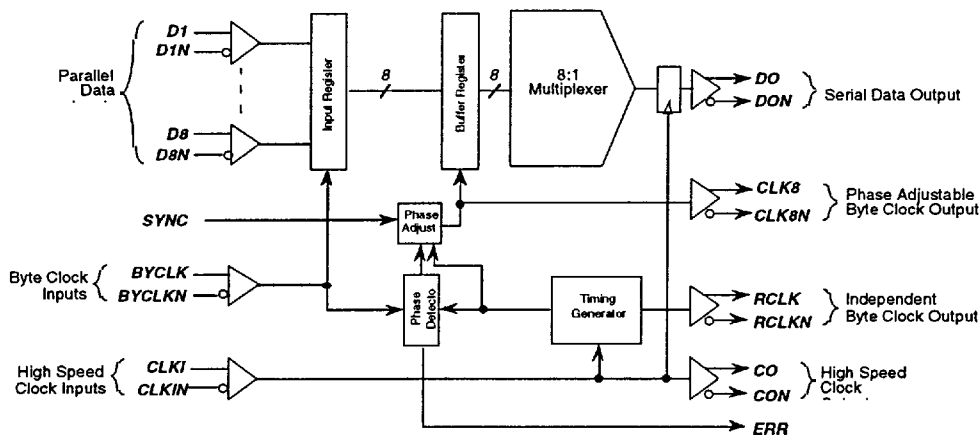 Parallel
Data
D1
D1N
D8
D8N
Input Register
8
Buffer Register
8
8:1
Multiplexer
DO
DON
Serial Data Output
SYNC
Phase
Adjust
CLK8
CLK8N
Phase Adjustable
Byte Clock Output
Byte Clock
Inputs
BYCLK
BYCLKN
Phase
Detecto
Timing
Generator
RCLK
RCLKN
Independent
Byte Clock Output
High Speed
Clock Inputs
CLKI
CLKIN
CO
CON
High Speed
Clock
ERR